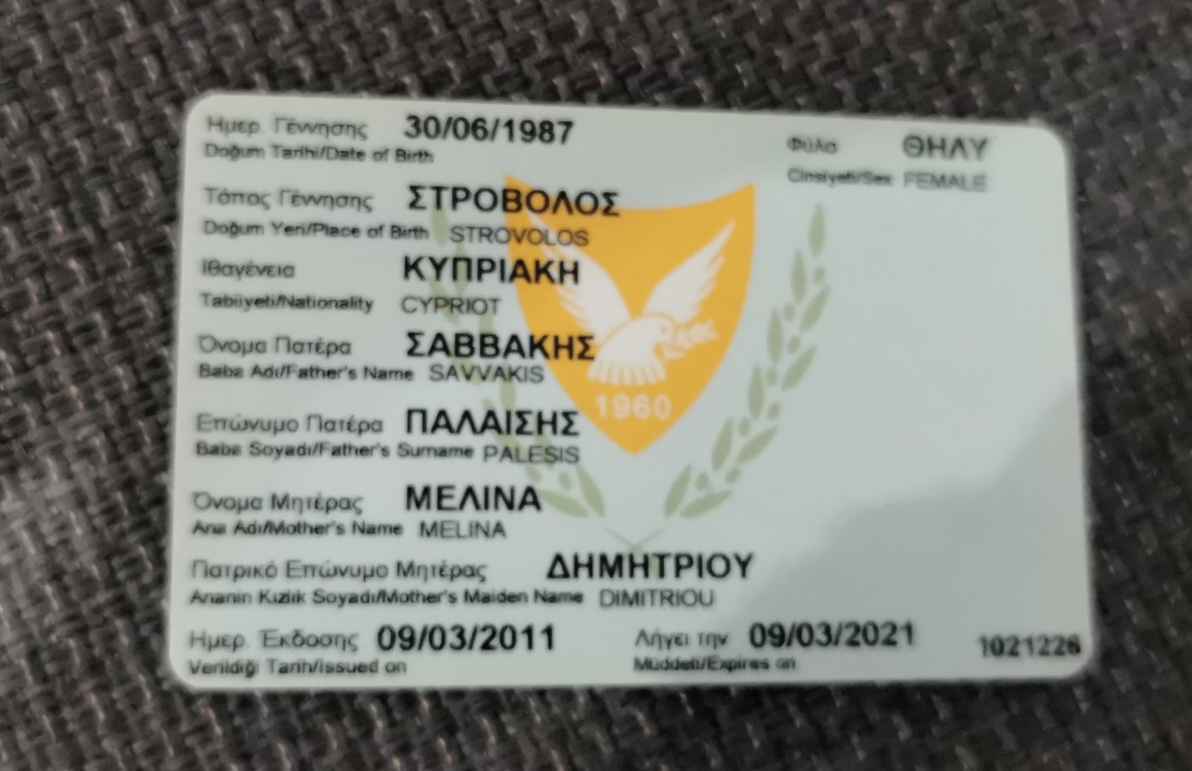 Ημερ. Γέννησης 30/06/1987 Φύλο ΘΗΛΥ
Doğum Tarihi/Date of Birth Cinsiyeti/Sex FEMALE
Τόπος Γέννησης ΣΤΡΟΒΟΛΟΣ
Doğum Yeri/Place of Birth STROVOLOS
Ιθαγένεια ΚΥΠΡΙΑΚΗ
Tabiiyeti/Nationality CYPRIOT
Όνομα Πατέρα ΣΑΒΒΑΚΗΣ
Baba Adı/Father's Name SAVVAKIS
1960
Επώνυμο Πατέρα ΠΑΛΑΙΣΗΣ
Baba Soyadı/Father's Surname PALESIS
Όνομα Μητέρας ΜΕΛΙΝΑ
Ana Adı/Mother's Name MELINA
Πατρικό Επώνυμο Μητέρας ΔΗΜΗΤΡΙΟΥ
Ananın Kızlık Soyadı/Mother's Maiden Name DIMITRIOU
Ημερ. Έκδοσης 09/03/2011 Λήγει την 09/03/2021 1021226
Verildiği Tarih/Issued on Müddeti/Expires on